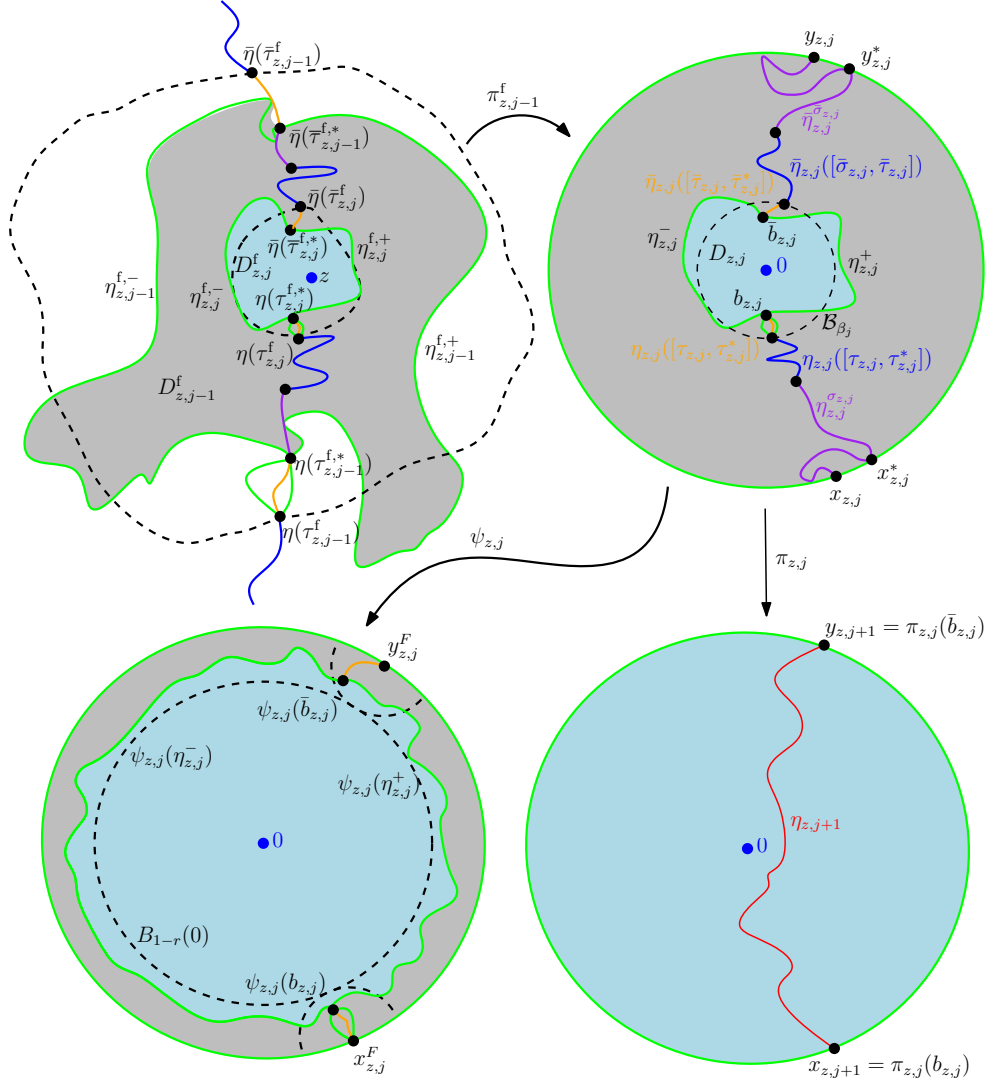 η̄(τ̄^f_{z,j−1})
η̄(τ̄^{f,*}_{z,j−1})
η̄(τ̄^f_{z,j})
η̄(τ̄^{f,*}_{z,j})
η^{f,+}_{z,j}
D^f_{z,j}
z
η^{f,−}_{z,j−1}
η^{f,−}_{z,j}
η(τ^{f,*}_{z,j})
η(τ^f_{z,j})
η^{f,+}_{z,j−1}
D^f_{z,j−1}
η(τ^{f,*}_{z,j−1})
η(τ^f_{z,j−1})
π^f_{z,j−1}
y_{z,j}
y^*_{z,j}
η̄^{σ̄_{z,j}}_{z,j}
η̄_{z,j}([σ̄_{z,j}, τ̄_{z,j}])
η̄_{z,j}([τ̄_{z,j}, τ̄^*_{z,j}])
b̄_{z,j}
η^−_{z,j}
D_{z,j}
η^+_{z,j}
0
b_{z,j}
B_{β_j}
η_{z,j}([τ_{z,j}, τ^*_{z,j}])
η_{z,j}([τ_{z,j}, τ^*_{z,j}])
η^{σ_{z,j}}_{z,j}
x^*_{z,j}
x_{z,j}
ψ_{z,j}
π_{z,j}
y^F_{z,j}
ψ_{z,j}(b̄_{z,j})
ψ_{z,j}(η^−_{z,j})
ψ_{z,j}(η^+_{z,j})
0
B_{1−r}(0)
ψ_{z,j}(b_{z,j})
x^F_{z,j}
y_{z,j+1} = π_{z,j}(b̄_{z,j})
η_{z,j+1}
0
x_{z,j+1} = π_{z,j}(b_{z,j})